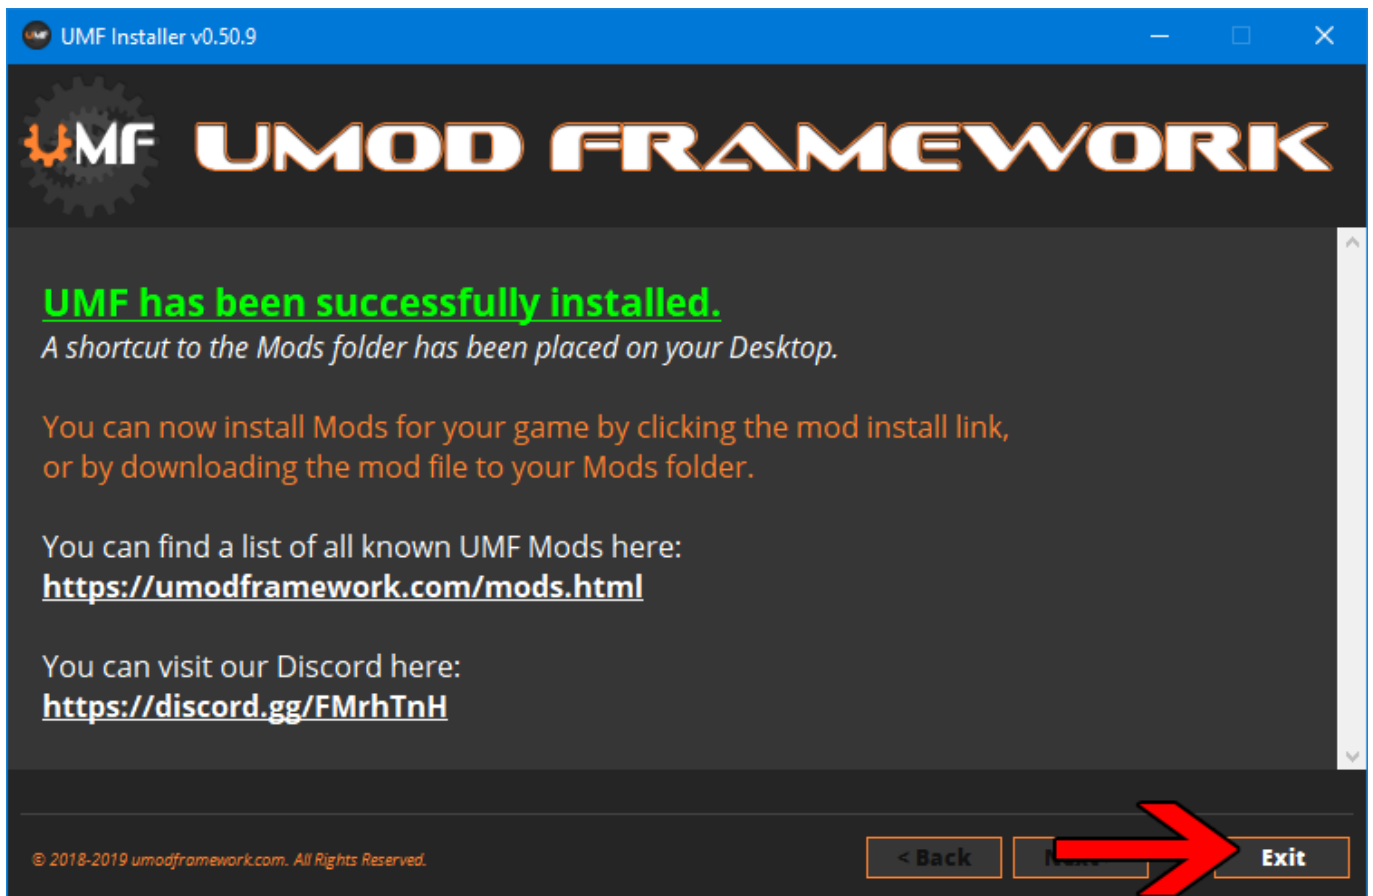 UMF Installer v0.50.9
UMF UMOD FRAMEWORK
UMF has been successfully installed.
A shortcut to the Mods folder has been placed on your Desktop.
You can now install Mods for your game by clicking the mod install link,
or by downloading the mod file to your Mods folder.
You can find a list of all known UMF Mods here:
https://umodframework.com/mods.html
You can visit our Discord here:
https://discord.gg/FMrhTnH
© 2018-2019 umodframework.com. All Rights Reserved.
< Back
Exit